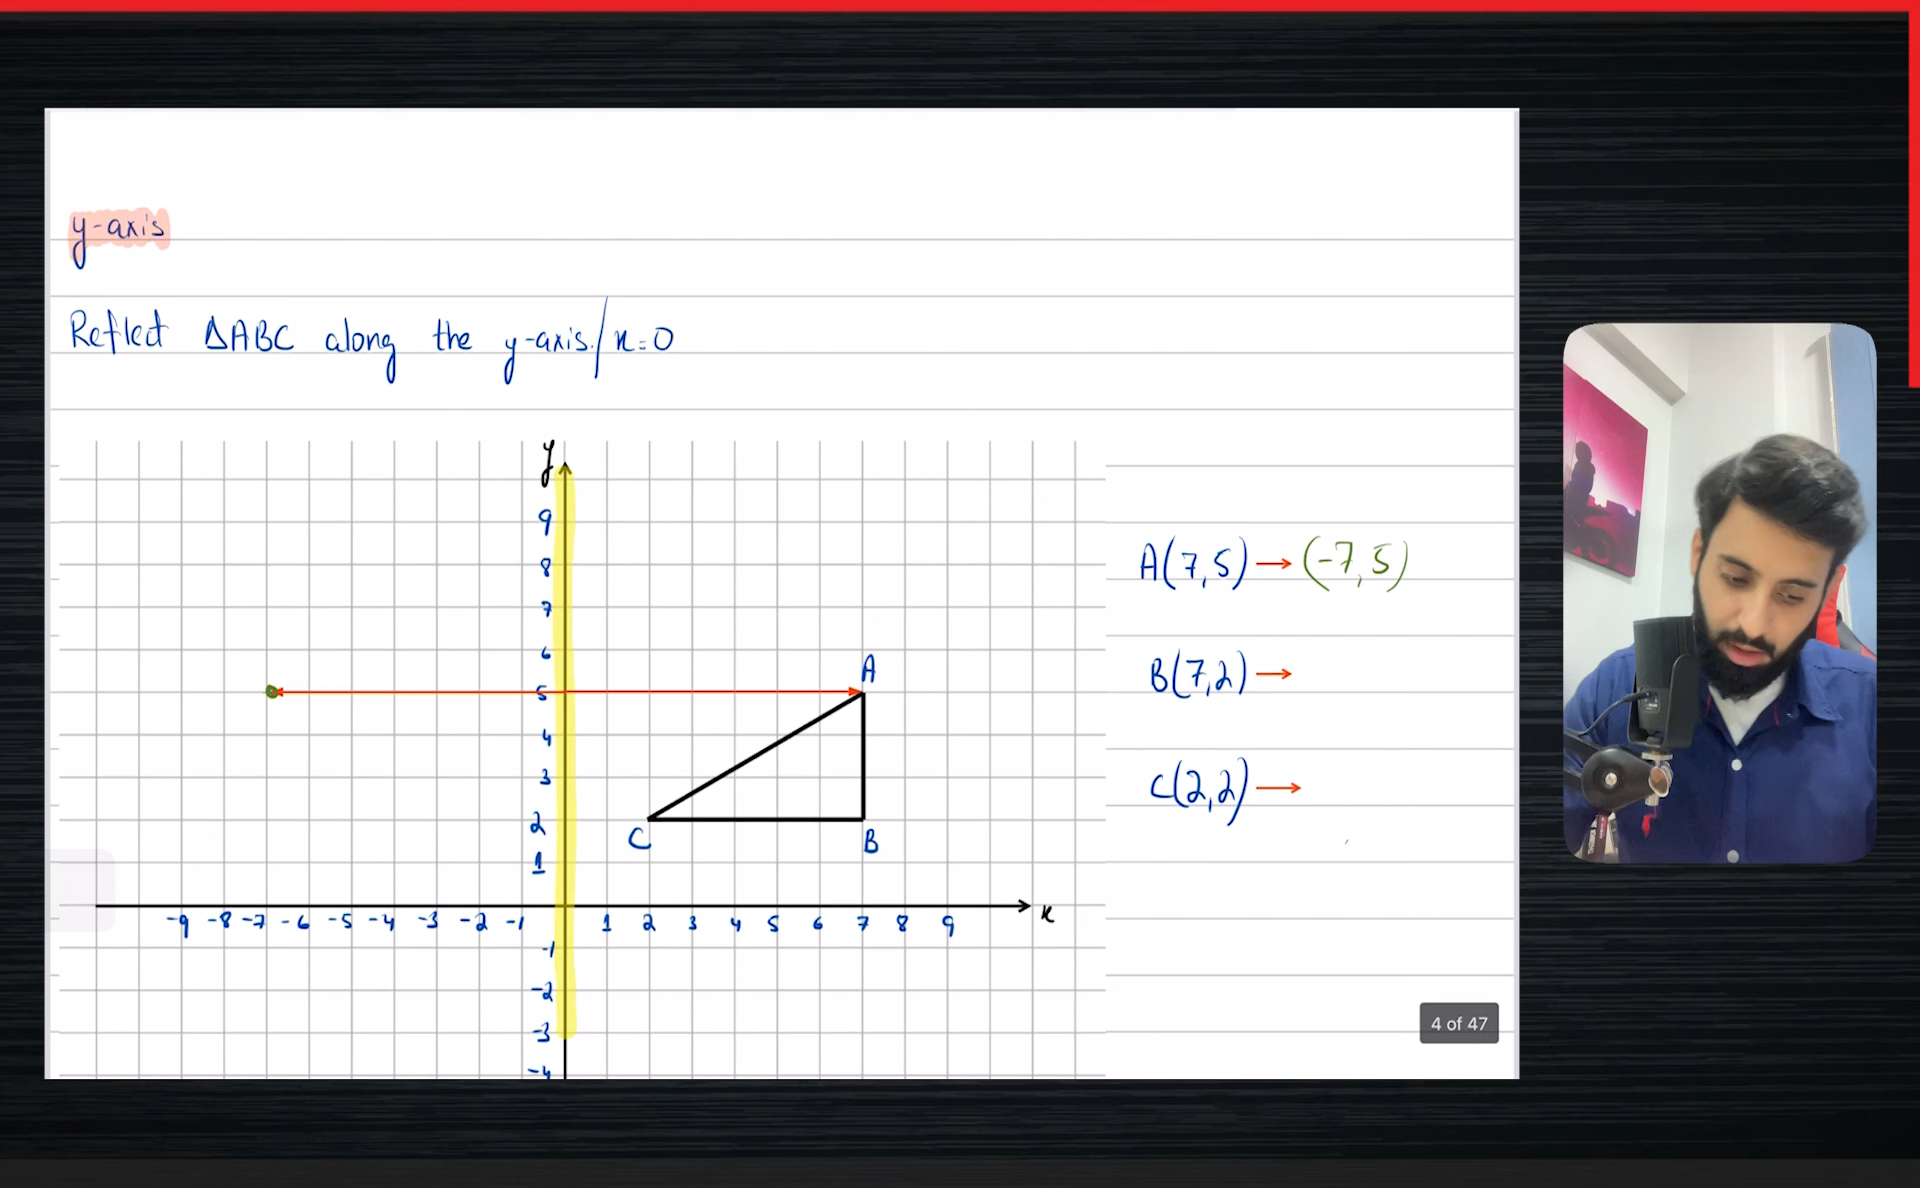 y-axis
Reflect ΔABC along the y-axis./x=0
y
9
8
7
6
5
4
3
2
1
A
C
B
-9 -8 -7 -6 -5 -4 -3 -2 -1 1 2 3 4 5 6 7 8 9 x
-1
-2
-3
-4
A(7,5) → (-7,5)
B(7,2) →
C(2,2) →
4 of 47